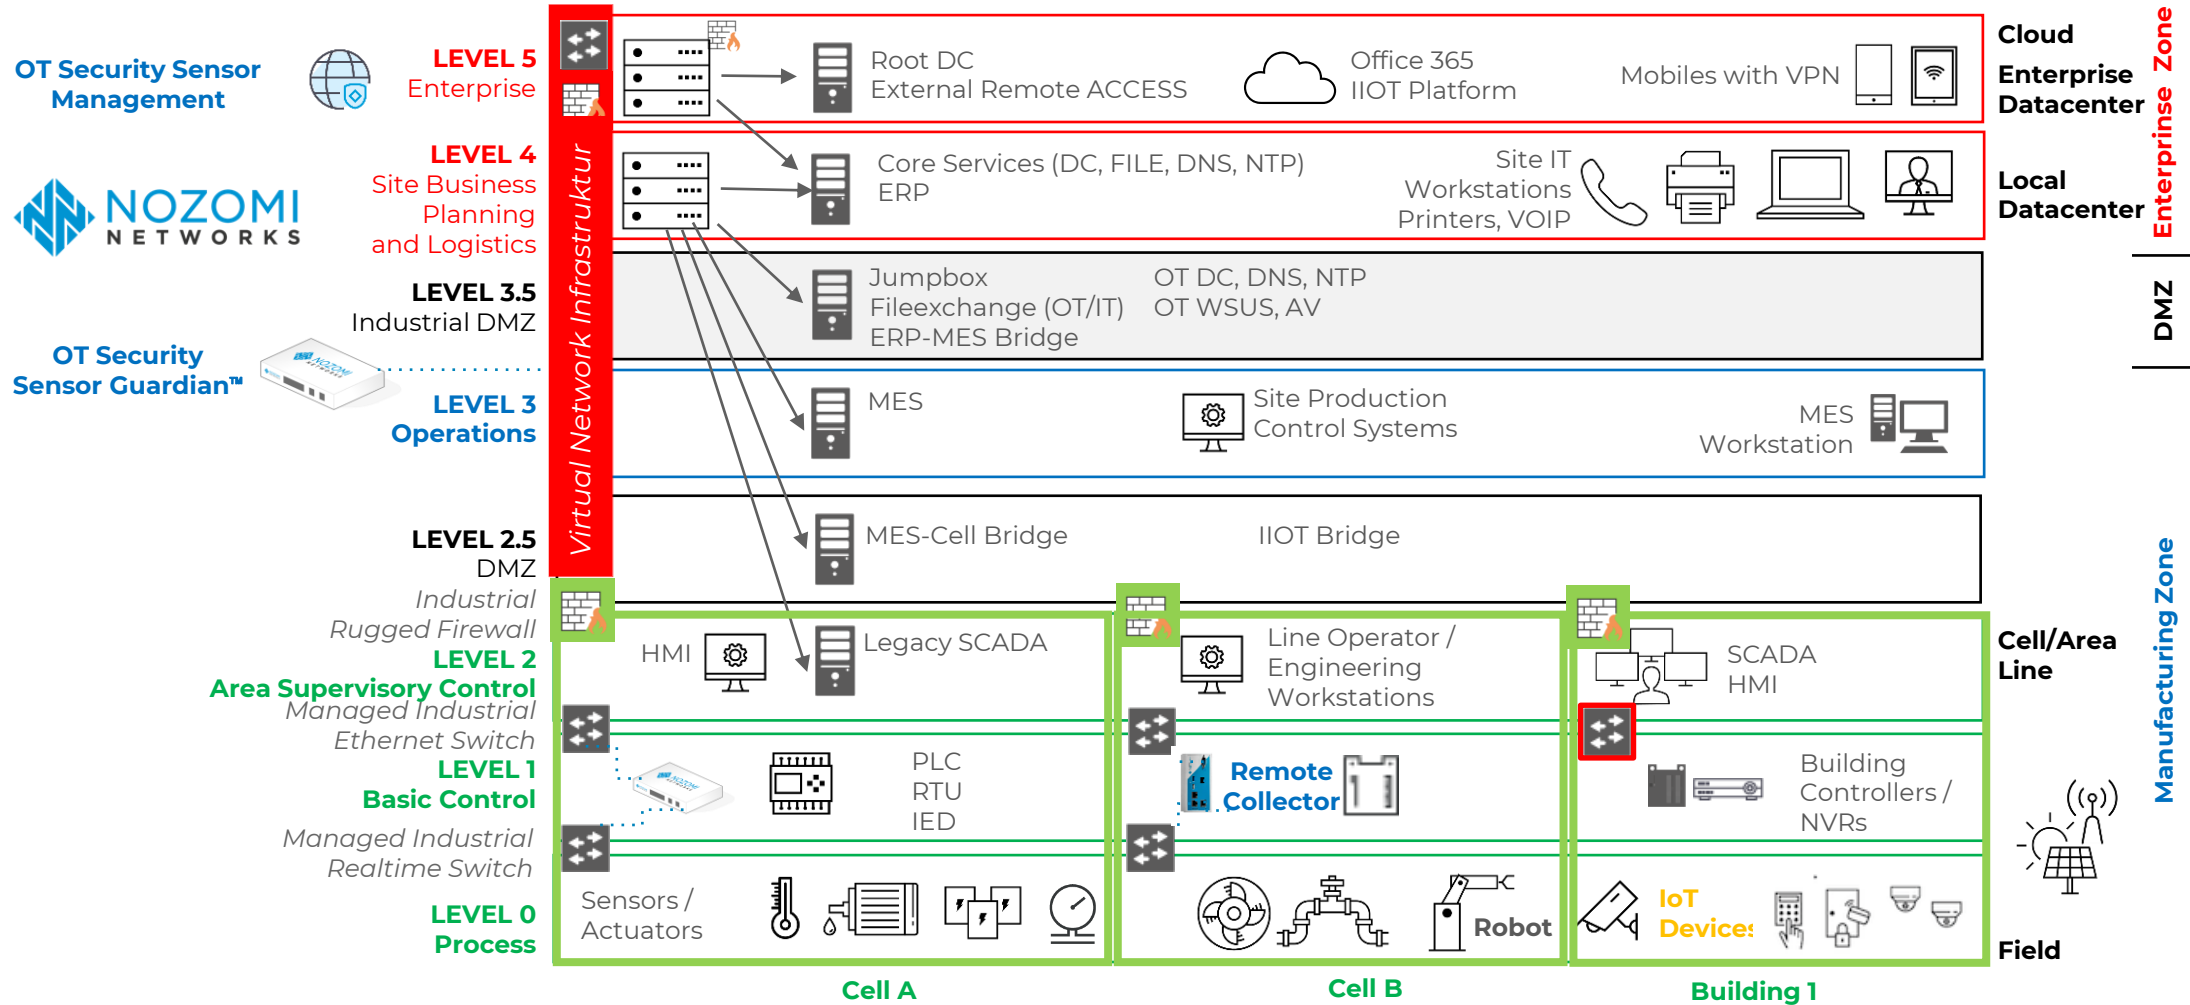 OT Security Sensor
Management
NOZOMI
NETWORKS
OT Security
Sensor Guardian™
LEVEL 5
Enterprise
LEVEL 4
Site Business
Planning
and Logistics
LEVEL 3.5
Industrial DMZ
LEVEL 3
Operations
LEVEL 2.5
DMZ
Industrial
Rugged Firewall
LEVEL 2
Area Supervisory Control
Managed Industrial
Ethernet Switch
LEVEL 1
Basic Control
Managed Industrial
Realtime Switch
LEVEL 0
Process
Virtual Network Infrastruktur
Root DC
External Remote ACCESS
Office 365
IIOT Platform
Mobiles with VPN
Core Services (DC, FILE, DNS, NTP)
ERP
Site IT
Workstations
Printers, VOIP
Jumpbox
Fileexchange (OT/IT)
ERP-MES Bridge
OT DC, DNS, NTP
OT WSUS, AV
MES
Site Production
Control Systems
MES
Workstation
MES-Cell Bridge
IIOT Bridge
HMI
Legacy SCADA
Line Operator /
Engineering
Workstations
SCADA
HMI
NOZOMI
NETWORKS
PLC
RTU
IED
Remote
Collector
Building
Controllers /
NVRs
Sensors /
Actuators
Robot
IoT
Devices
Cell A
Cell B
Building 1
Cloud
Enterprise
Datacenter
Local
Datacenter
Cell/Area
Line
Field
Enterprinse Zone
DMZ
Manufacturing Zone